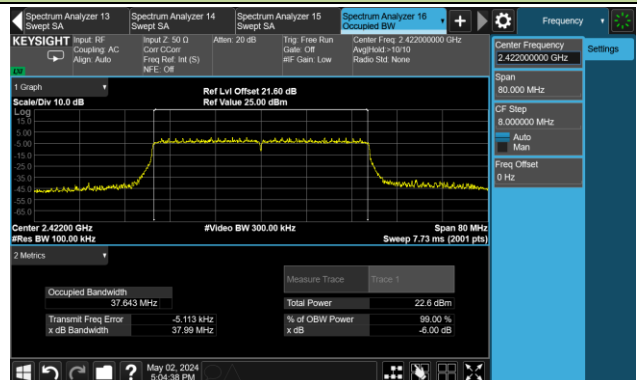 Spectrum Analyzer 13
Swept SA
Spectrum Analyzer 14
Swept SA
Spectrum Analyzer 15
Swept SA
Spectrum Analyzer 16
Occupied BW
Frequency
KEYSIGHT
Input: RF
Coupling: AC
Align: Auto
Input Z: 50 Ω
Corr CCorr
Freq Ref: Int (S)
NFE: Off
Atten: 20 dB
Trig: Free Run
Gate: Off
#IF Gain: Low
Center Freq: 2.422000000 GHz
Avg|Hold:>10/10
Radio Std: None
Center Frequency
2.422000000 GHz
Settings
Span
80.000 MHz
CF Step
8.000000 MHz
Auto
Man
Freq Offset
0 Hz
1 Graph
Scale/Div 10.0 dB
Ref Lvl Offset 21.60 dB
Ref Value 25.00 dBm
Log
15.0
5.00
-5.00
-15.0
-25.0
-35.0
-45.0
-55.0
-65.0
Center 2.42200 GHz
#Res BW 100.00 kHz
#Video BW 300.00 kHz
Span 80 MHz
Sweep 7.73 ms (2001 pts)
2 Metrics
Measure Trace
Trace 1
Occupied Bandwidth
37.643 MHz
Total Power
22.6 dBm
Transmit Freq Error
-5.113 kHz
% of OBW Power
99.00 %
x dB Bandwidth
37.99 MHz
x dB
-6.00 dB
?
May 02, 2024
5:04:38 PM